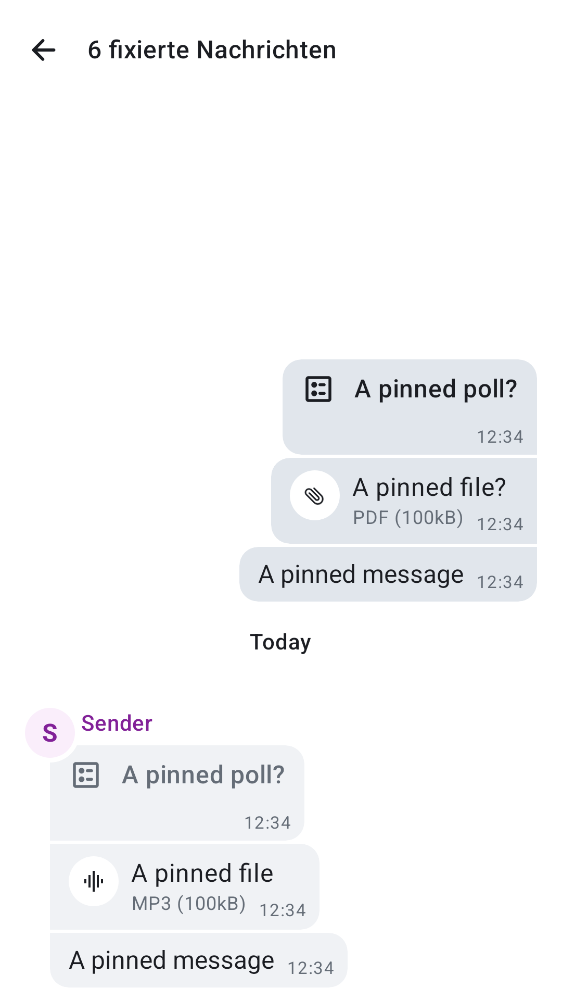 6 fixierte Nachrichten
A pinned poll?
12:34
A pinned file?
PDF (100kB) 12:34
A pinned message 12:34
Today
S Sender
A pinned poll?
12:34
A pinned file
MP3 (100kB) 12:34
A pinned message 12:34